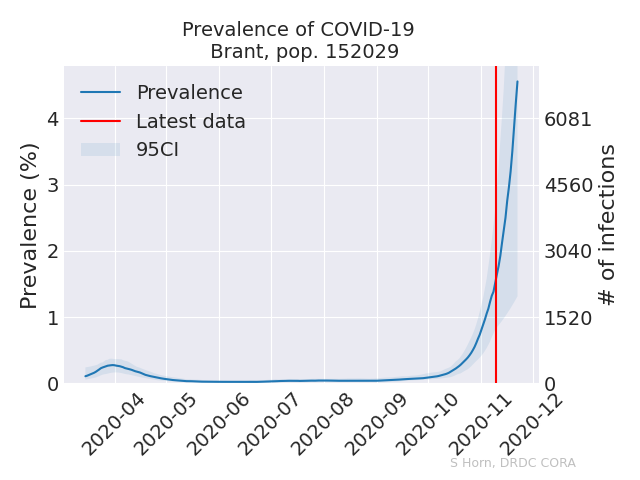 Prevalence of COVID-19
Brant, pop. 152029
Prevalence
Latest data
95CI
Prevalence (%)
4
3
2
1
0
6081
4560
3040
1520
0
# of infections
2020-04
2020-05
2020-06
2020-07
2020-08
2020-09
2020-10
2020-11
2020-12
S Horn, DRDC CORA